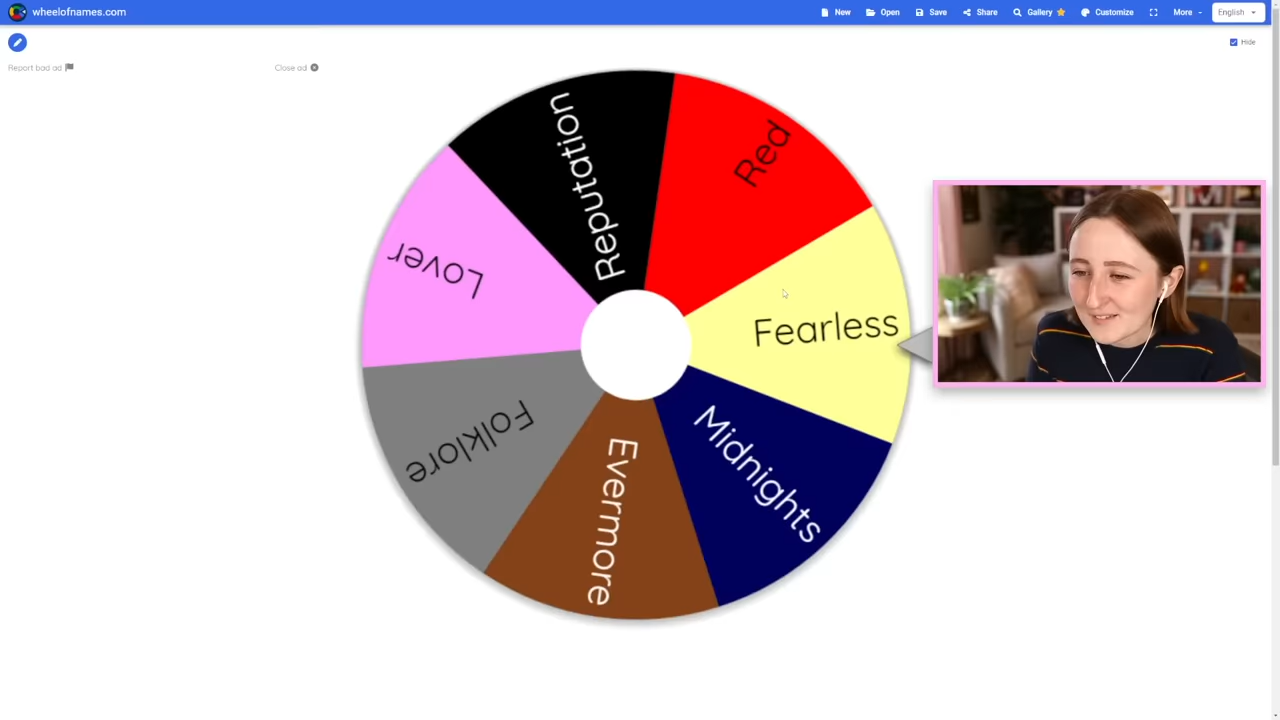 wheelofnames.com
New
Open
Save
Share
Gallery
Customize
More
English
Hide
Report bad ad
Close ad
Reputation
Red
Lover
Fearless
Folklore
Midnights
Evermore